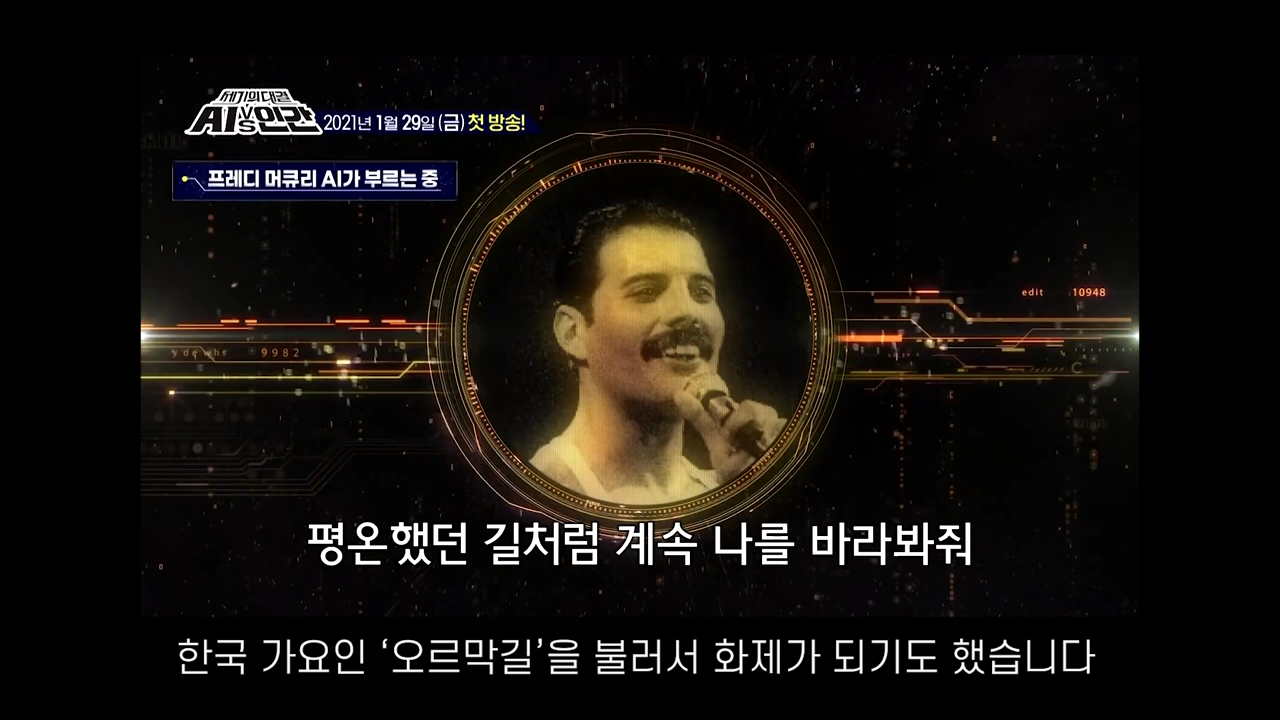 세기의 대결
AI VS 인간
2021년 1월 29일 (금) 첫 방송!
프레디 머큐리 AI가 부르는 중
edit 10948
9982
평온했던 길처럼 계속 나를 바라봐줘
한국 가요인 ‘오르막길’을 불러서 화제가 되기도 했습니다